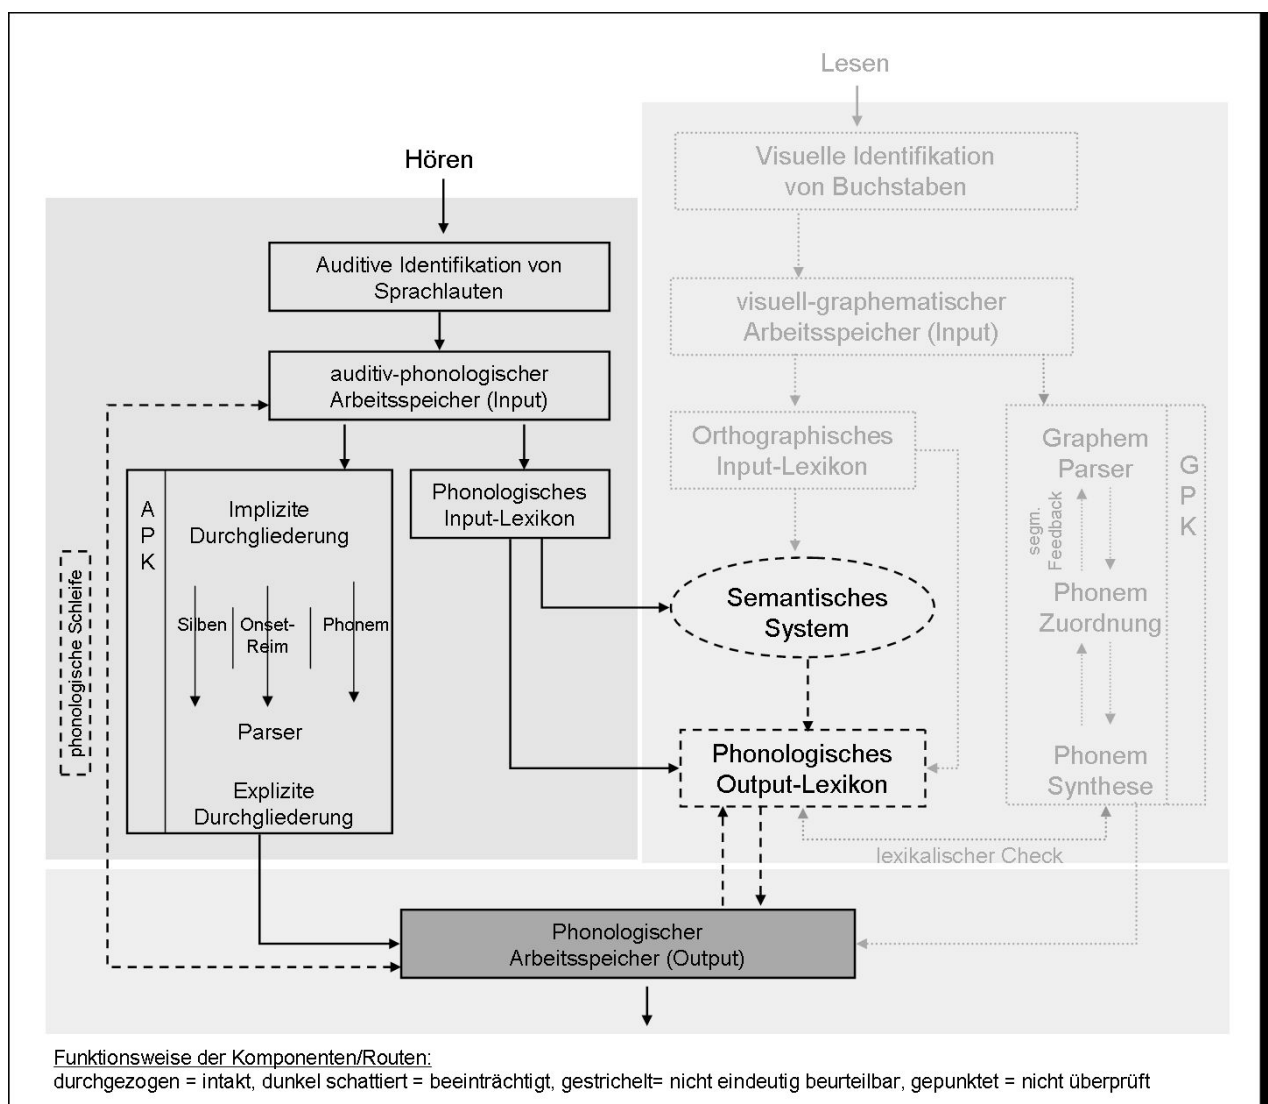 Lesen
Visuelle Identifikation
von Buchstaben
Hören
Auditive Identifikation von
Sprachlauten
visuell-graphematischer
Arbeitsspeicher (Input)
auditiv-phonologischer
Arbeitsspeicher (Input)
Orthographisches
Input-Lexikon
Graphem
Parser
G
P
K
segm.
Feedback
Phonem
Zuordnung
Phonem
Synthese
Phonologisches
Input-Lexikon
A
P
K
Implizite
Durchgliederung
Silben
Onset-
Reim
Phonem
Parser
Explizite
Durchgliederung
phonologische Schleife
Semantisches
System
Phonologisches
Output-Lexikon
lexikalischer Check
Phonologischer
Arbeitsspeicher (Output)
Funktionsweise der Komponenten/Routen:
durchgezogen = intakt, dunkel schattiert = beeinträchtigt, gestrichelt= nicht eindeutig beurteilbar, gepunktet = nicht überprüft